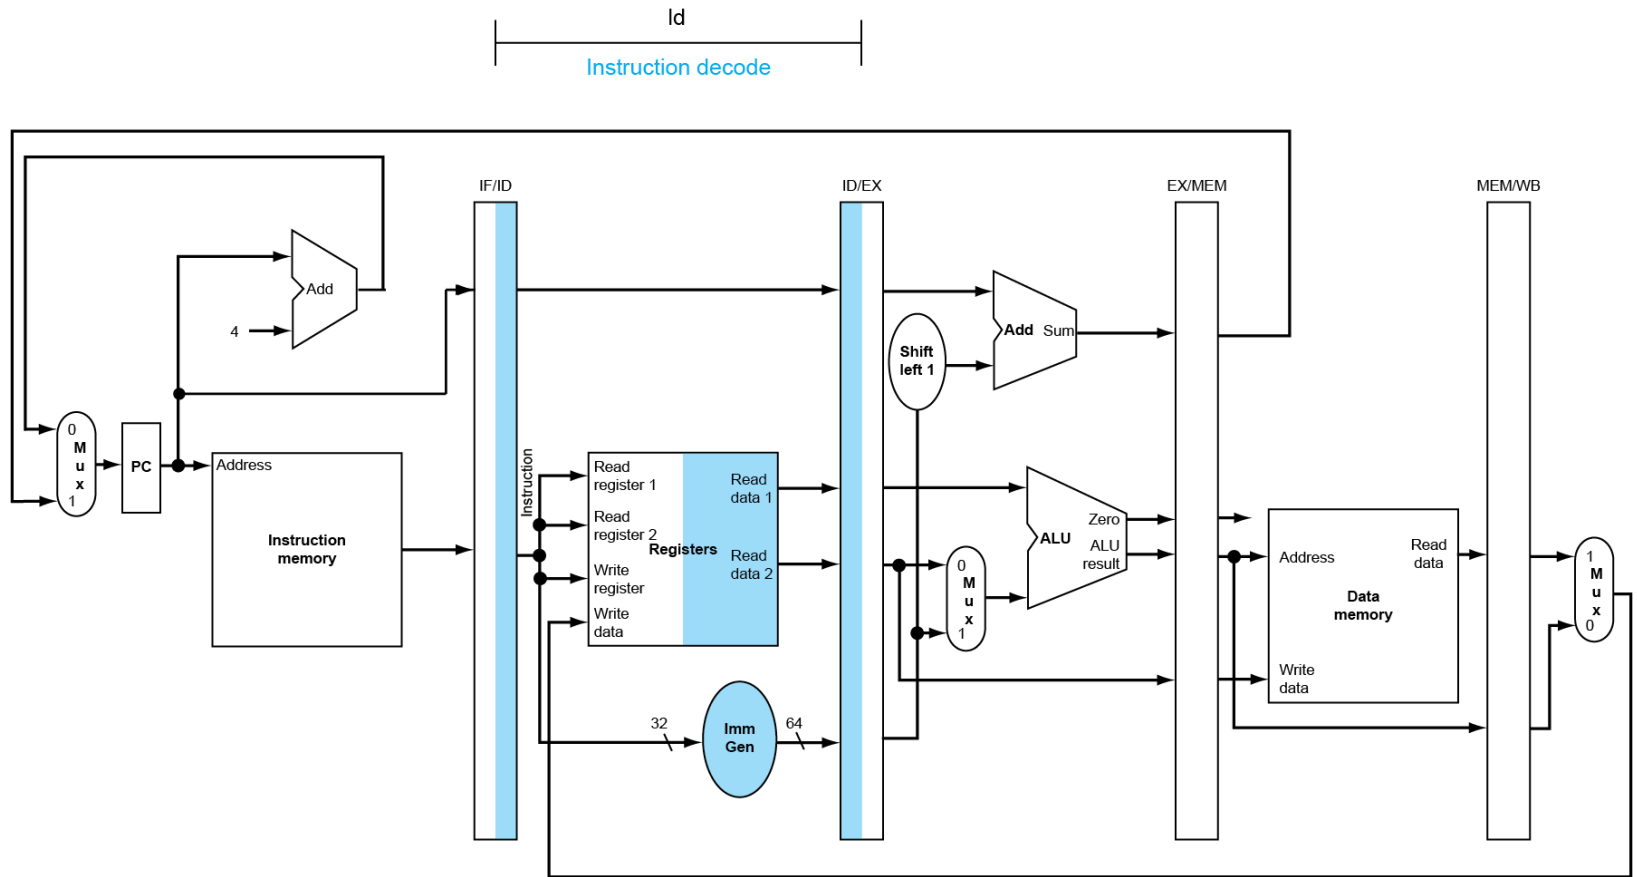 ld
Instruction decode
IF/ID
ID/EX
EX/MEM
MEM/WB
Add
4
Add Sum
Shift
left 1
0
M
u
x
1
PC
Address
Instruction
memory
Instruction
Read
register 1
Read
register 2
Registers
Write
register
Write
data
Read
data 1
Read
data 2
32
Imm
Gen
64
0
M
u
x
1
ALU
Zero
ALU
result
Address
Data
memory
Read
data
Write
data
1
M
u
x
0